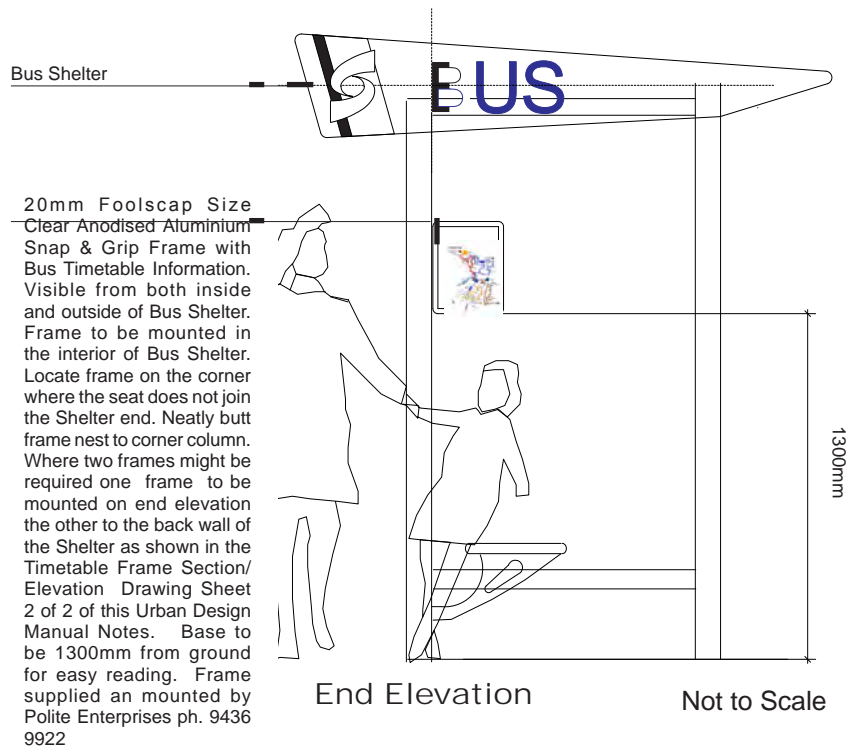 Bus Shelter
BUS
20mm Foolscap Size
Clear Anodised Aluminium
Snap & Grip Frame with
Bus Timetable Information.
Visible from both inside
and outside of Bus Shelter.
Frame to be mounted in
the interior of Bus Shelter.
Locate frame on the corner
where the seat does not join
the Shelter end. Neatly butt
frame nest to corner column.
Where two frames might be
required one frame to be
mounted on end elevation
the other to the back wall of
the Shelter as shown in the
Timetable Frame Section/
Elevation Drawing Sheet
2 of 2 of this Urban Design
Manual Notes. Base to
be 1300mm from ground
for easy reading. Frame
supplied an mounted by
Polite Enterprises ph. 9436
9922
1300mm
End Elevation
Not to Scale